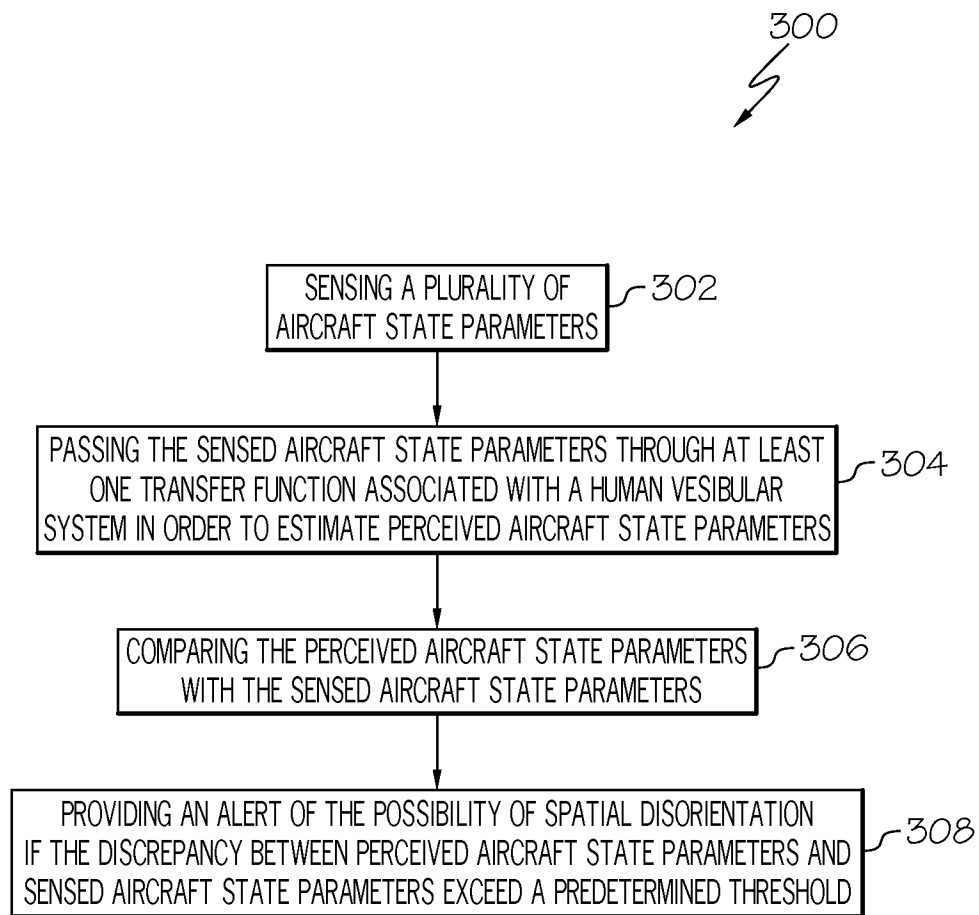 300
SENSING A PLURALITY OF
AIRCRAFT STATE PARAMETERS
302
PASSING THE SENSED AIRCRAFT STATE PARAMETERS THROUGH AT LEAST
ONE TRANSFER FUNCTION ASSOCIATED WITH A HUMAN VESIBULAR
SYSTEM IN ORDER TO ESTIMATE PERCEIVED AIRCRAFT STATE PARAMETERS
304
COMPARING THE PERCEIVED AIRCRAFT STATE PARAMETERS
WITH THE SENSED AIRCRAFT STATE PARAMETERS
306
PROVIDING AN ALERT OF THE POSSIBILITY OF SPATIAL DISORIENTATION
IF THE DISCREPANCY BETWEEN PERCEIVED AIRCRAFT STATE PARAMETERS AND
SENSED AIRCRAFT STATE PARAMETERS EXCEED A PREDETERMINED THRESHOLD
308